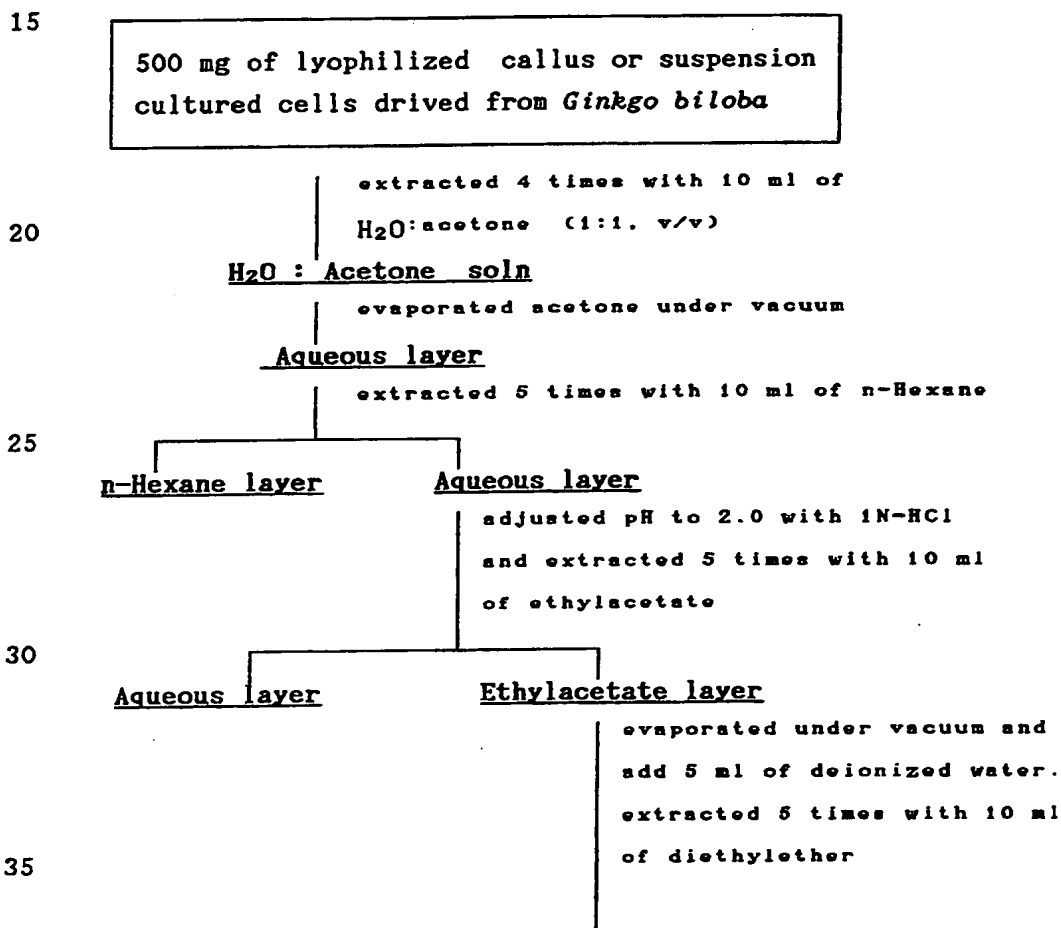 15
500 mg of lyophilized callus or suspension
cultured cells drived from Ginkgo biloba
extracted 4 times with 10 ml of
20
H2O:acetone (1:1, v/v)
H2O : Acetone soln
evaporated acetone under vacuum
Aqueous layer
extracted 5 times with 10 ml of n-Hexane
25
n-Hexane layer Aqueous layer
adjusted pH to 2.0 with 1N-HCl
and extracted 5 times with 10 ml
of ethylacetate
30
Aqueous layer Ethylacetate layer
evaporated under vacuum and
add 5 ml of deionized water.
extracted 5 times with 10 ml
35
of diethylether